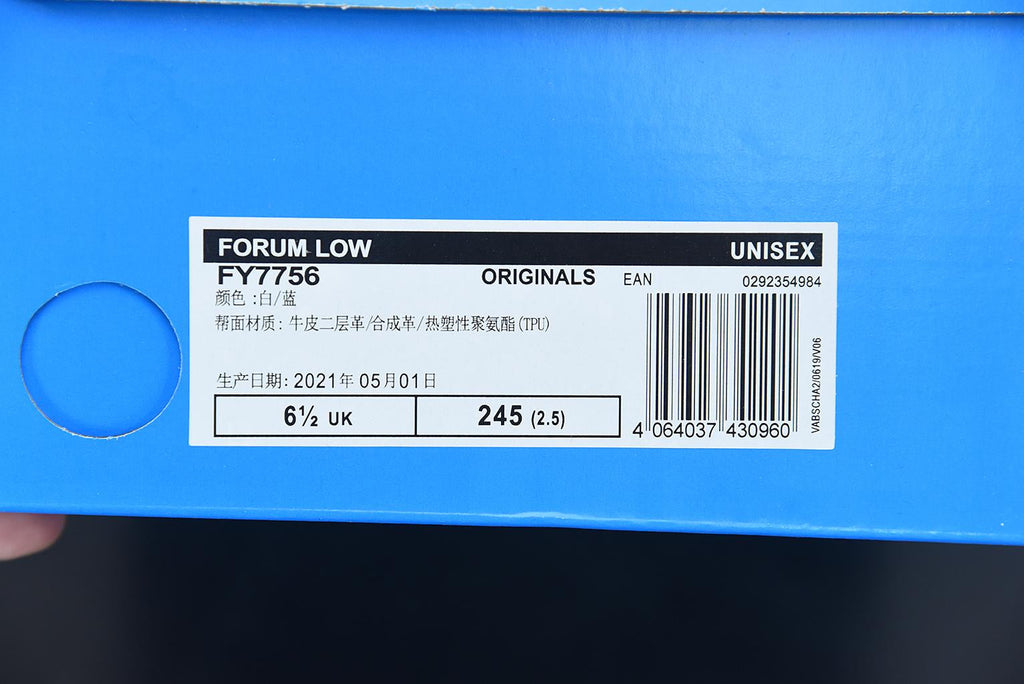 FORUM LOW UNISEX
FY7756 ORIGINALS EAN 0292354984
颜色:白/蓝
帮面材质: 牛皮二层革/合成革/热塑性聚氨酯(TPU)
生产日期: 2021年 05月01日
6½ UK 245 (2.5)
4 064037 430960
VABSCHA2/0619/V06